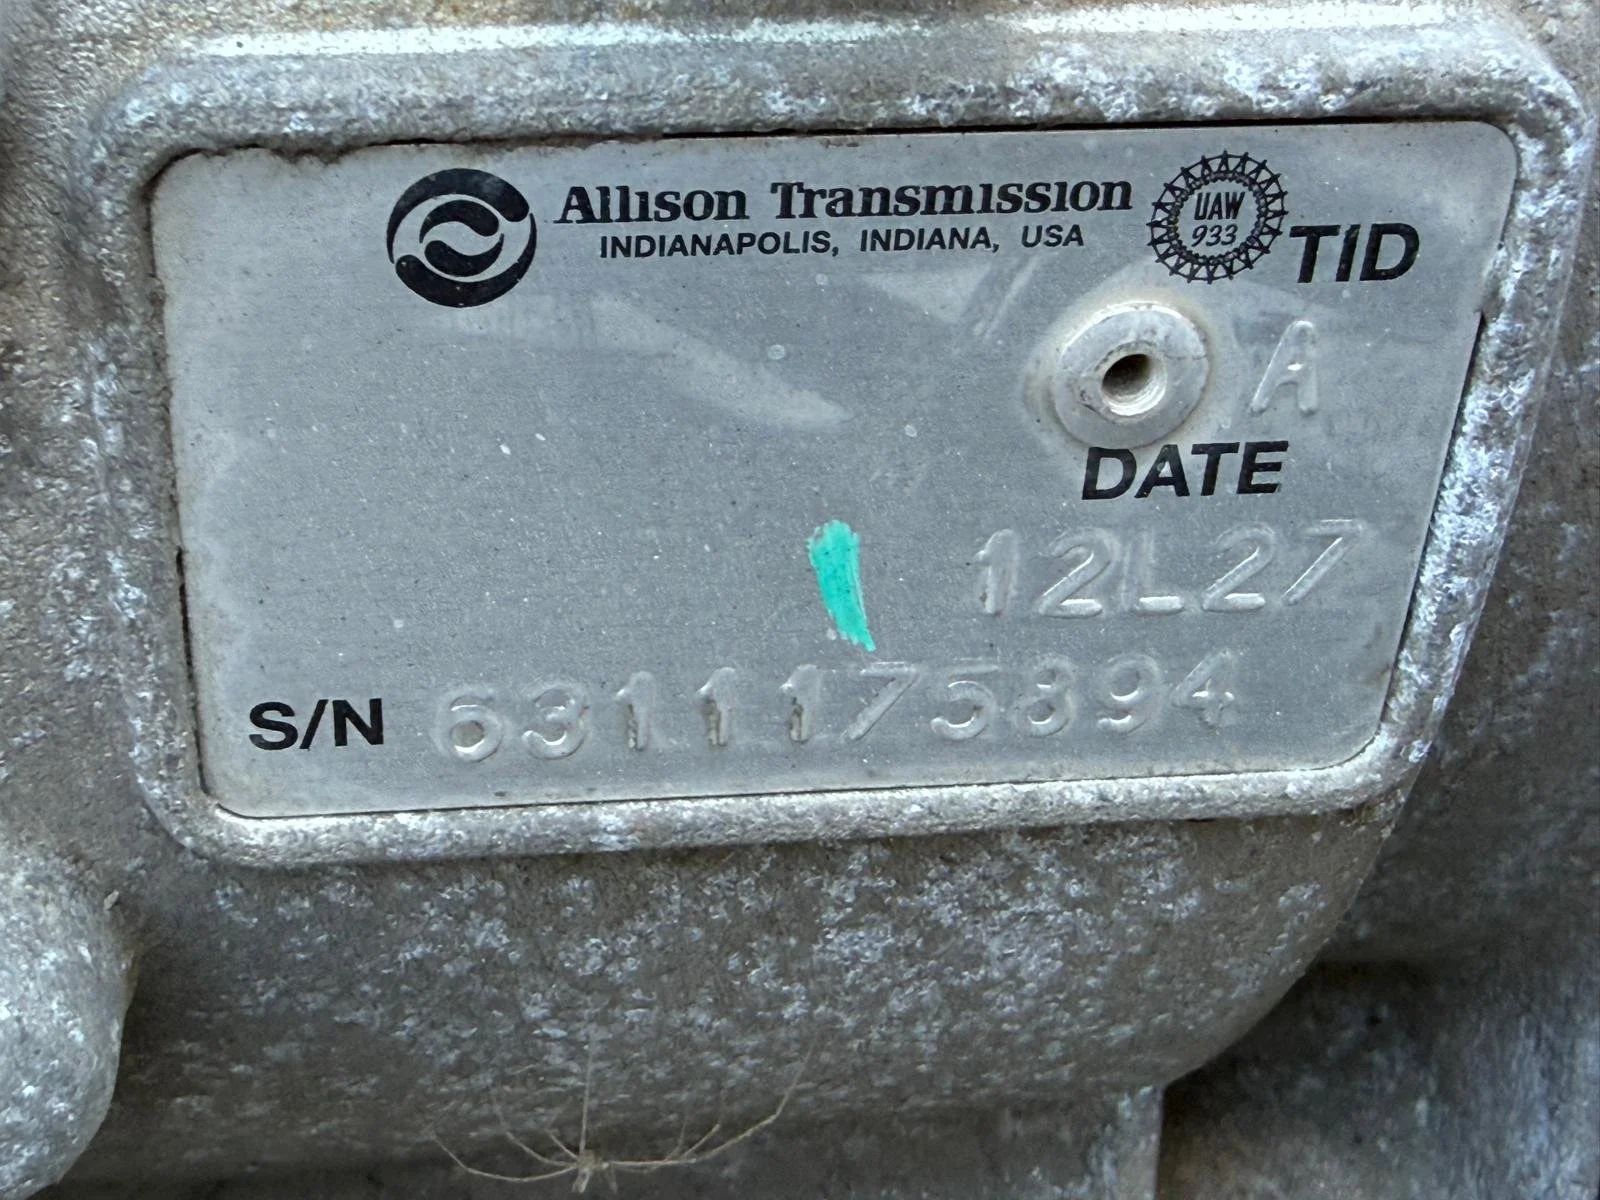 Allison Transmission
INDIANAPOLIS, INDIANA, USA
UAW
933
TID
A
DATE
12L27
S/N 6311175894